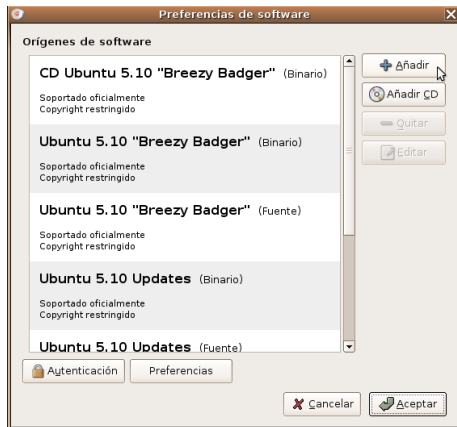 Preferencias de software
Orígenes de software
CD Ubuntu 5.10 "Breezy Badger" (Binario)
Soportado oficialmente
Copyright restringido
Ubuntu 5.10 "Breezy Badger" (Binario)
Soportado oficialmente
Copyright restringido
Ubuntu 5.10 "Breezy Badger" (Fuente)
Soportado oficialmente
Copyright restringido
Ubuntu 5.10 Updates (Binario)
Soportado oficialmente
Copyright restringido
Ubuntu 5.10 Updates (Fuente)
Añadir
Añadir CD
Quitar
Editar
Autenticación
Preferencias
Cancelar
Aceptar